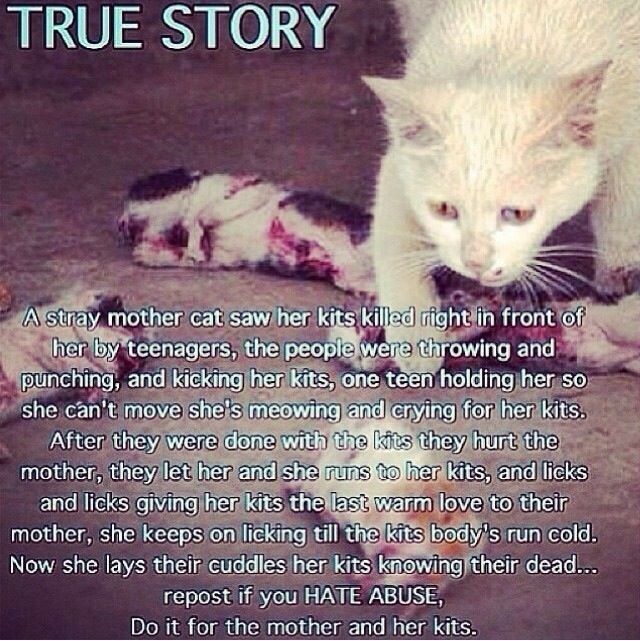 TRUE STORY
A stray mother cat saw her kits killed right in front of
her by teenagers, the people were throwing and
punching, and kicking her kits, one teen holding her so
she can't move she's meowing and crying for her kits.
After they were done with the kits they hurt the
mother, they let her and she runs to her kits, and licks
and licks giving her kits the last warm love to their
mother, she keeps on licking till the kits body's run cold.
Now she lays their cuddles her kits knowing their dead...
repost if you HATE ABUSE,
Do it for the mother and her kits.